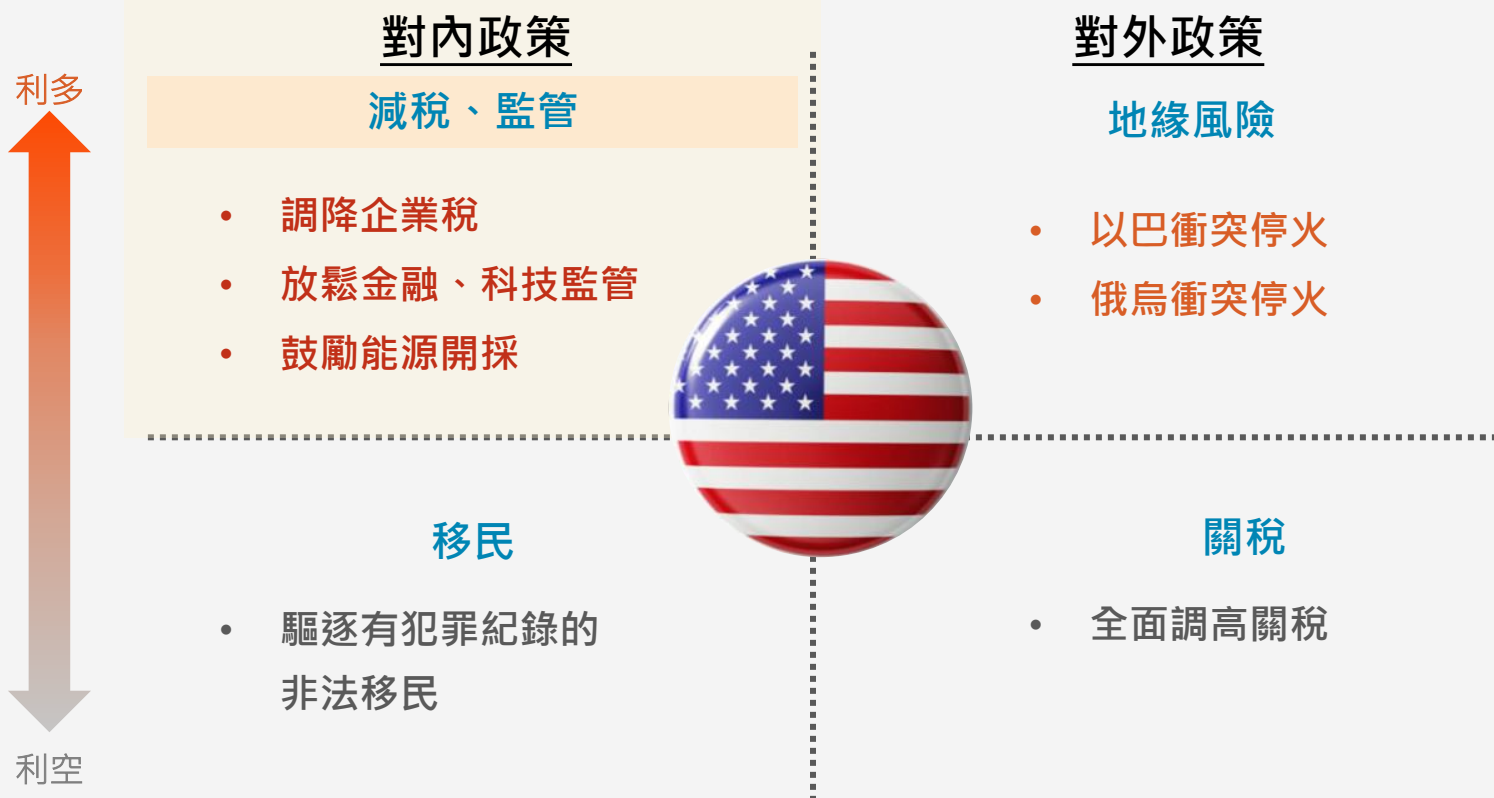 對內政策
對外政策
利多
減稅、監管
• 調降企業稅
• 放鬆金融、科技監管
• 鼓勵能源開採
地緣風險
• 以巴衝突停火
• 俄烏衝突停火
移民
• 驅逐有犯罪紀錄的
非法移民
關稅
• 全面調高關稅
利空